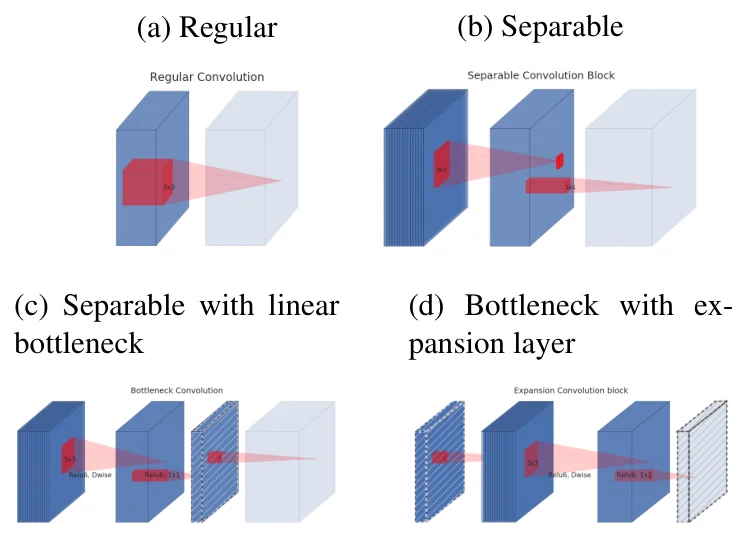 (a) Regular
(b) Separable
Regular Convolution
Separable Convolution Block
3x3
3x3
1x1
(c) Separable with linear
bottleneck
(d) Bottleneck with ex-
pansion layer
Bottleneck Convolution
Expansion Convolution block
3x3
Relu6, Dwise
Relu6, 1x1
3x3
Relu6, Dwise
Relu6, 1x1